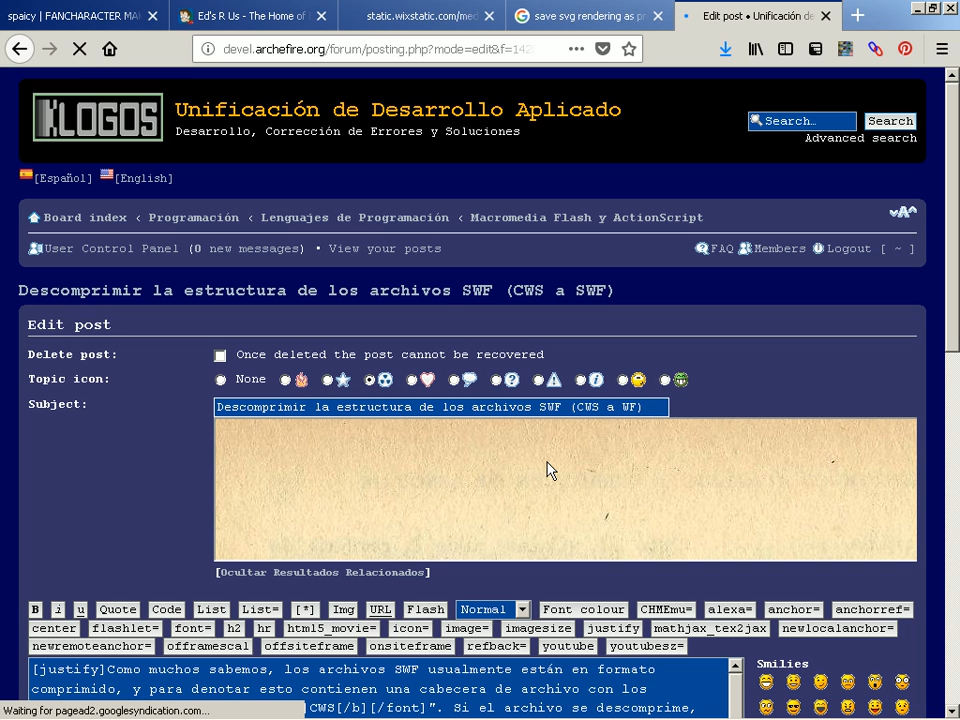 spaicy | FANCHARACTER MA
Ed's R Us - The Home of
static.wixstatic.com/med
save svg rendering as pn
Edit post • Unificación de
devel.archefire.org/forum/posting.php?mode=edit&f=142
KLOGOS
Unificación de Desarrollo Aplicado
Desarrollo, Corrección de Errores y Soluciones
Search…
Search
Advanced search
[Español] [English]
Board index ‹ Programación ‹ Lenguajes de Programación ‹ Macromedia Flash y ActionScript
User Control Panel (0 new messages) • View your posts
FAQ Members Logout [ ~ ]
Descomprimir la estructura de los archivos SWF (CWS a SWF)
Edit post
Delete post: Once deleted the post cannot be recovered
Topic icon: None
Subject: Descomprimir la estructura de los archivos SWF (CWS a WF)
[Ocultar Resultados Relacionados]
B i u Quote Code List List= [*] Img URL Flash Normal Font colour CHMEmu= alexa= anchor= anchorref=
center flashlet= font= h2 hr html5_movie= icon= image= imagesize justify mathjax_tex2jax newlocalanchor=
newremoteanchor= offframescal offsiteframe onsiteframe refback= youtube youtubesz=
[justify]Como muchos sabemos, los archivos SWF usualmente están en formato
comprimido, y para denotar esto contienen una cabecera de archivo con los
]CWS[/b][/font]". Si el archivo se descomprime,
Smilies
Waiting for pagead2.googlesyndication.com...